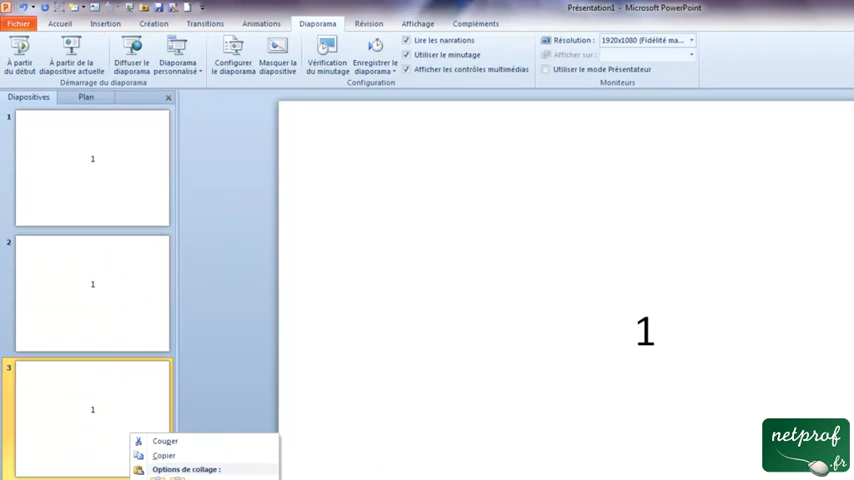 Présentation1 - Microsoft PowerPoint
Fichier Accueil Insertion Création Transitions Animations Diaporama Révision Affichage Compléments
À partir du début
À partir de la diapositive actuelle
Diffuser le diaporama
Diaporama personnalisé
Démarrage du diaporama
Configurer le diaporama
Masquer la diapositive
Vérification du minutage
Enregistrer le diaporama
Lire les narrations
Utiliser le minutage
Afficher les contrôles multimédias
Configuration
Résolution : 1920x1080 (Fidélité ma...
Afficher sur :
Utiliser le mode Présentateur
Moniteurs
Diapositives Plan
1
1
2
1
3
1
1
Couper
Copier
Options de collage :
netprof
.fr